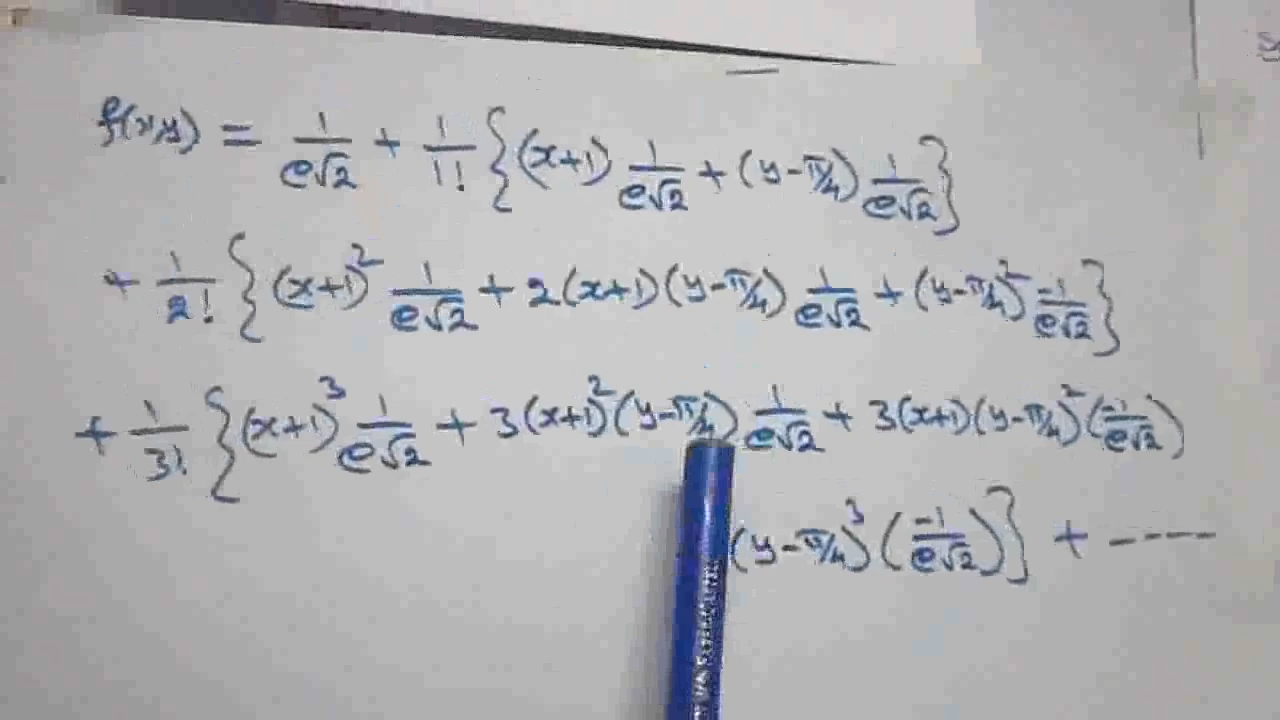 f(x,y) = 1/e√2 + 1/1! {(x+1) 1/e√2 + (y-π/4) 1/e√2}
+ 1/2! {(x+1)² 1/e√2 + 2(x+1)(y-π/4) 1/e√2 + (y-π/4)² -1/e√2}
+ 1/3! {(x+1)³ 1/e√2 + 3(x+1)²(y-π/4) 1/e√2 + 3(x+1)(y-π/4)² (-1/e√2)
(y-π/4)³ (-1/e√2)} + -----